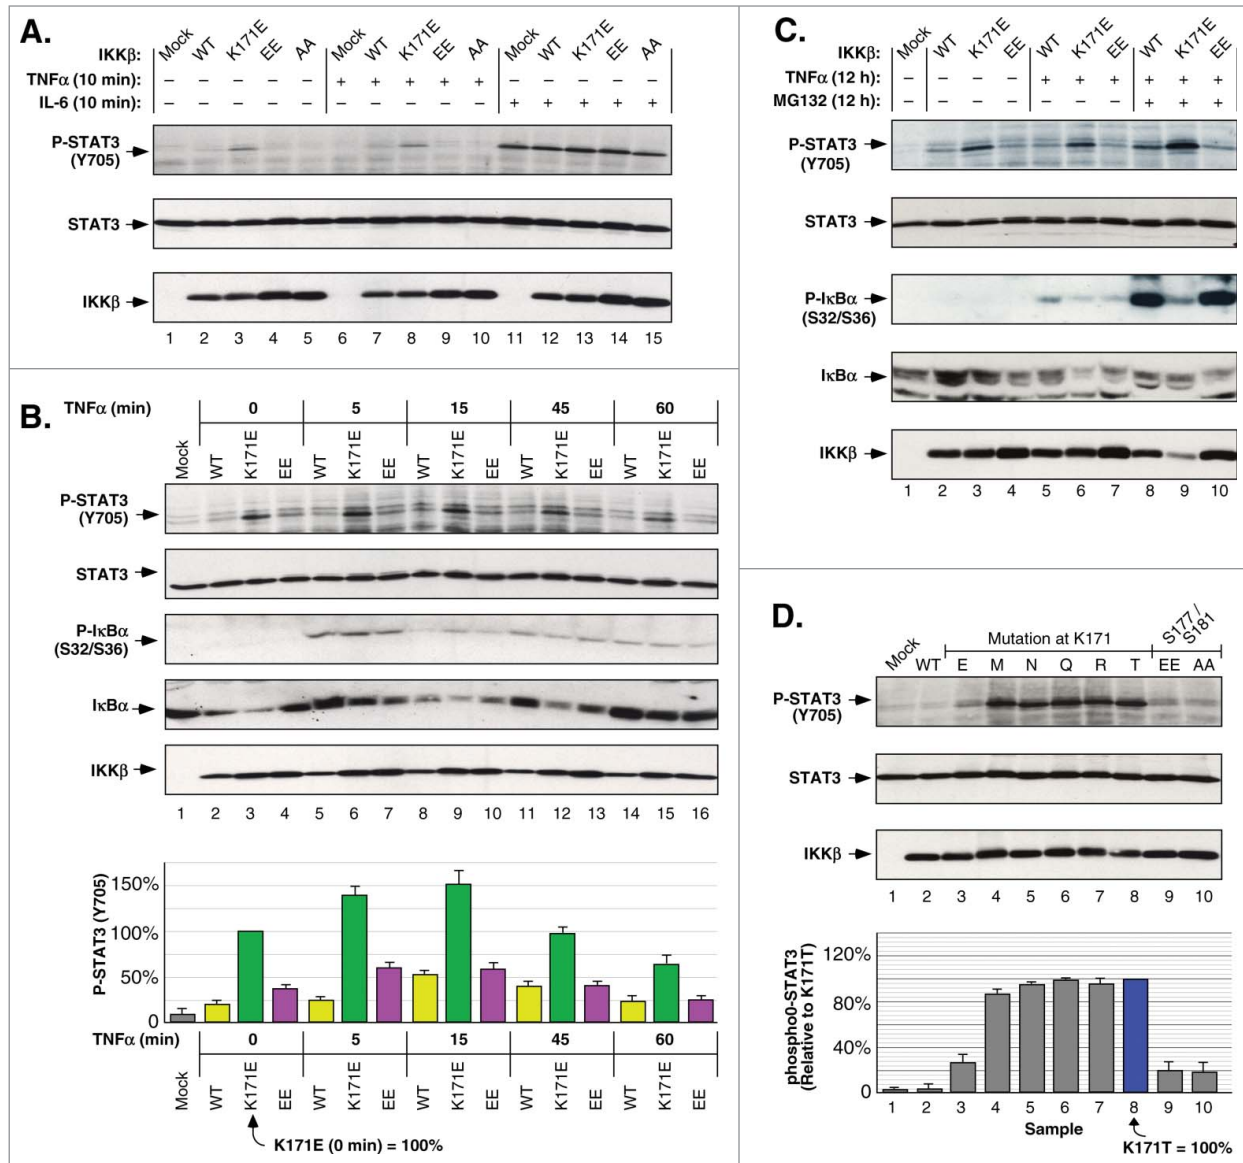 A.
IKKβ: Mock WT K171E EE AA Mock WT K171E EE AA Mock WT K171E EE AA
TNFα (10 min): – – – – – + + + + + – – – – –
IL-6 (10 min): – – – – – – – – – – + + + + +
P-STAT3
(Y705)
STAT3
IKKβ
1 2 3 4 5 6 7 8 9 10 11 12 13 14 15
B.
TNFα (min) 0 5 15 45 60
Mock WT K171E EE WT K171E EE WT K171E EE WT K171E EE WT K171E EE
P-STAT3
(Y705)
STAT3
P-IκBα
(S32/S36)
IκBα
IKKβ
1 2 3 4 5 6 7 8 9 10 11 12 13 14 15 16
P-STAT3 (Y705)
150%
100%
50%
0
TNFα (min) 0 5 15 45 60
Mock WT K171E EE WT K171E EE WT K171E EE WT K171E EE WT K171E EE
K171E (0 min) = 100%
C.
IKKβ: Mock WT K171E EE WT K171E EE WT K171E EE
TNFα (12 h): – – – – + + + + + +
MG132 (12 h): – – – – – – – + + +
P-STAT3
(Y705)
STAT3
P-IκBα
(S32/S36)
IκBα
IKKβ
1 2 3 4 5 6 7 8 9 10
D.
S177 /
S181
Mutation at K171
Mock WT E M N Q R T EE AA
P-STAT3
(Y705)
STAT3
IKKβ
1 2 3 4 5 6 7 8 9 10
phospho0-STAT3
(Relative to K171T)
120%
80%
40%
0
1 2 3 4 5 6 7 8 9 10
Sample
K171T = 100%